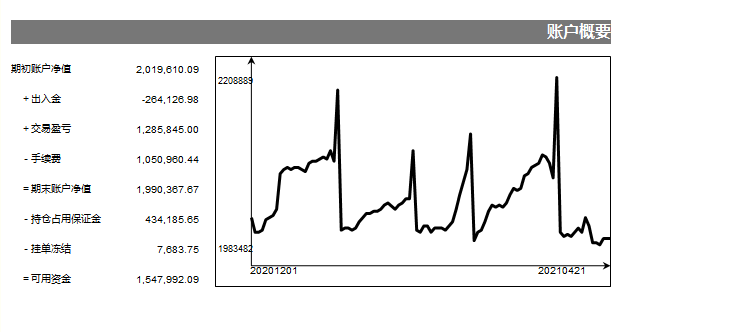 账户概要
期初账户净值 2,019,610.09
+ 出入金 -264,126.98
+ 交易盈亏 1,285,845.00
- 手续费 1,050,960.44
= 期末账户净值 1,990,367.67
- 持仓占用保证金 434,185.65
- 挂单冻结 7,683.75
= 可用资金 1,547,992.09
2208889
1983482
20201201 20210421